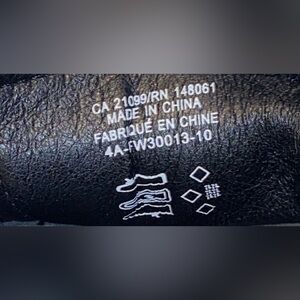 CA 21099/RN 148061
MADE IN CHINA
FABRIQUÉ EN CHINE
4A-FW30013-10